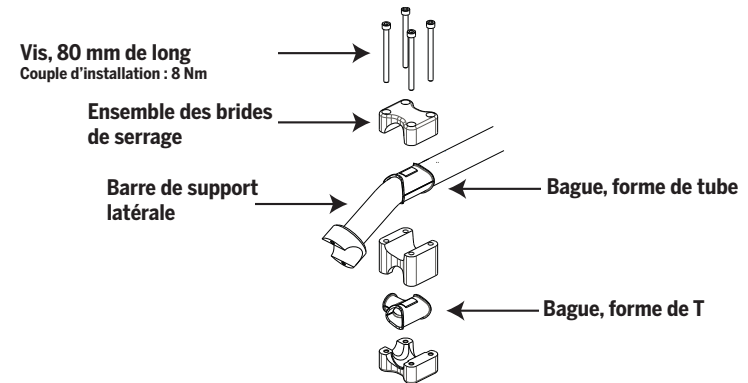 Vis, 80 mm de long
Couple d’installation : 8 Nm
Ensemble des brides
de serrage
Barre de support
latérale
Bague, forme de tube
Bague, forme de T